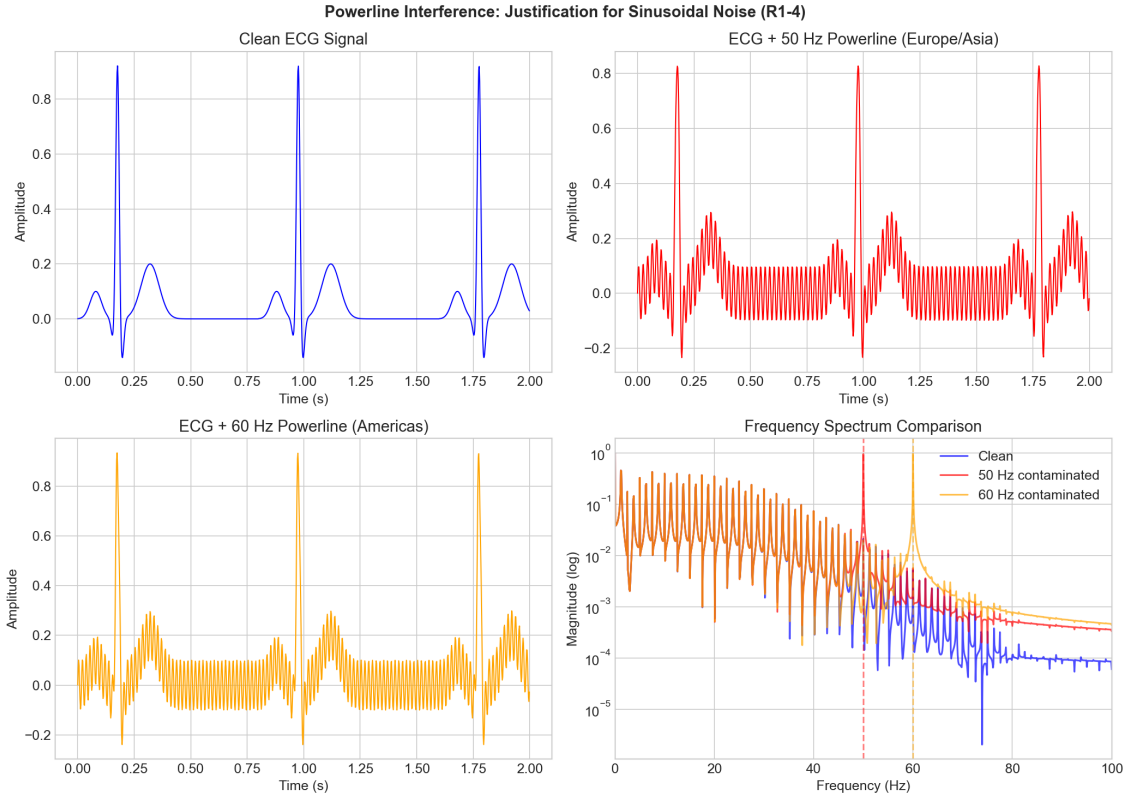 Powerline Interference: Justification for Sinusoidal Noise (R1-4)
Clean ECG Signal
Amplitude
0.8
0.6
0.4
0.2
0.0
0.00 0.25 0.50 0.75 1.00 1.25 1.50 1.75 2.00
Time (s)
ECG + 50 Hz Powerline (Europe/Asia)
Amplitude
0.8
0.6
0.4
0.2
0.0
−0.2
0.00 0.25 0.50 0.75 1.00 1.25 1.50 1.75 2.00
Time (s)
ECG + 60 Hz Powerline (Americas)
Amplitude
0.8
0.6
0.4
0.2
0.0
−0.2
0.00 0.25 0.50 0.75 1.00 1.25 1.50 1.75 2.00
Time (s)
Frequency Spectrum Comparison
Magnitude (log)
10⁰
10⁻¹
10⁻²
10⁻³
10⁻⁴
10⁻⁵
Clean
50 Hz contaminated
60 Hz contaminated
0 20 40 60 80 100
Frequency (Hz)